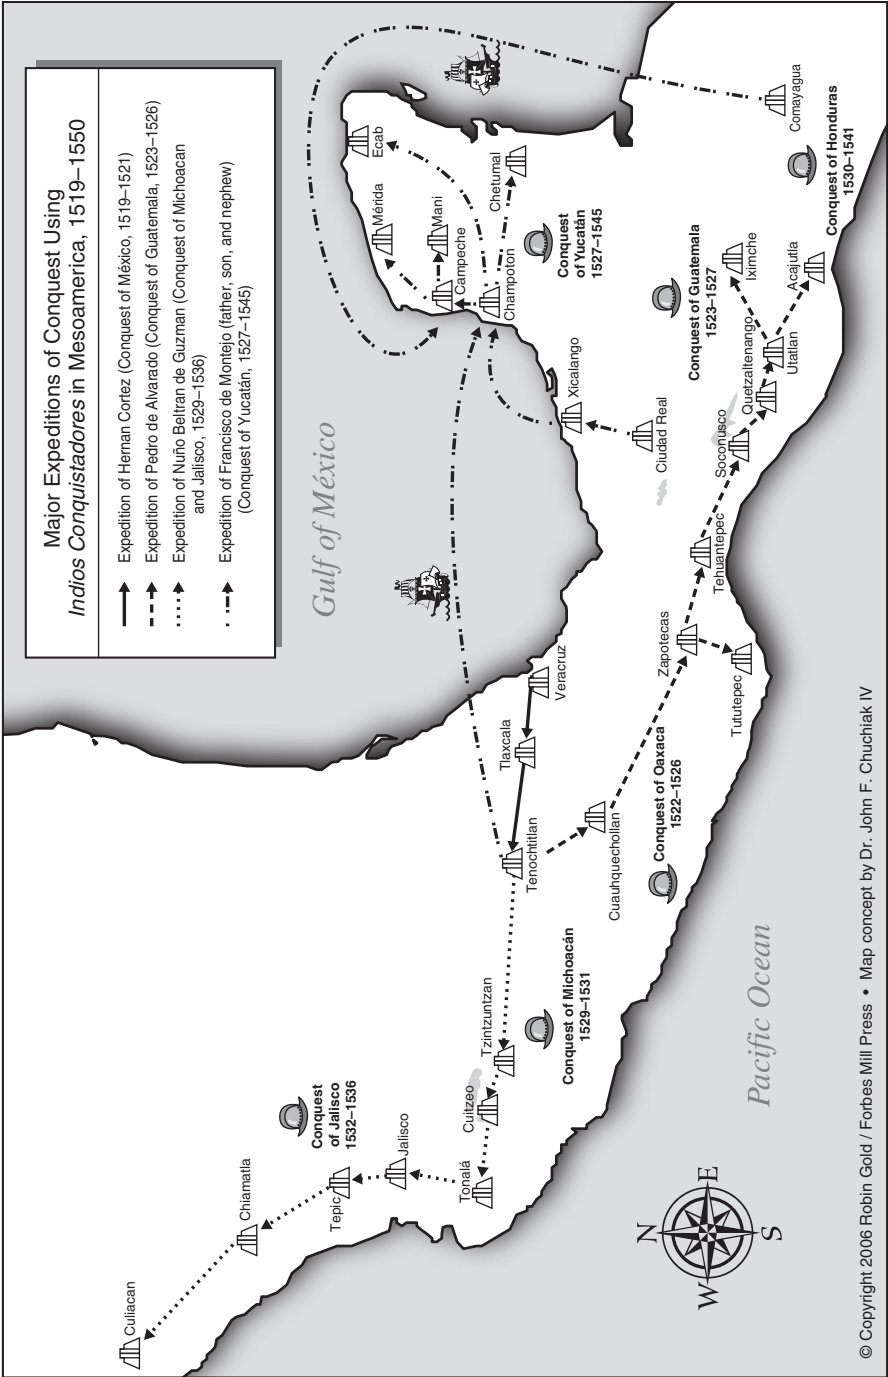 Major Expeditions of Conquest Using
Indios Conquistadores in Mesoamerica, 1519–1550
Expedition of Hernan Cortez (Conquest of México, 1519–1521)
Expedition of Pedro de Alvarado (Conquest of Guatemala, 1523–1526)
Expedition of Nuño Beltran de Guzman (Conquest of Michoacan
and Jalisco, 1529–1536)
Expedition of Francisco de Montejo (father, son, and nephew)
(Conquest of Yucatán, 1527–1545)
Gulf of México
Culiacan
Chiamatla
Tepic
Jalisco
Conquest
of Jalisco
1532–1536
Tonalá
Cuitzeo
Tzintzuntzan
Conquest of Michoacán
1529–1531
Tenochtitlan
Tlaxcala
Veracruz
Cuauhquechollan
Conquest of Oaxaca
1522–1526
Zapotecas
Tututepec
Tehuantepec
Soconusco
Quetzaltenango
Utatlan
Iximche
Acajutla
Conquest of Guatemala
1523–1527
Ciudad Real
Xicalango
Champoton
Campeche
Mani
Mérida
Ecab
Chetumal
Conquest
of Yucatán
1527–1545
Comayagua
Conquest of Honduras
1530–1541
Pacific Ocean
N
W
E
S
© Copyright 2006 Robin Gold / Forbes Mill Press • Map concept by Dr. John F. Chuchiak IV